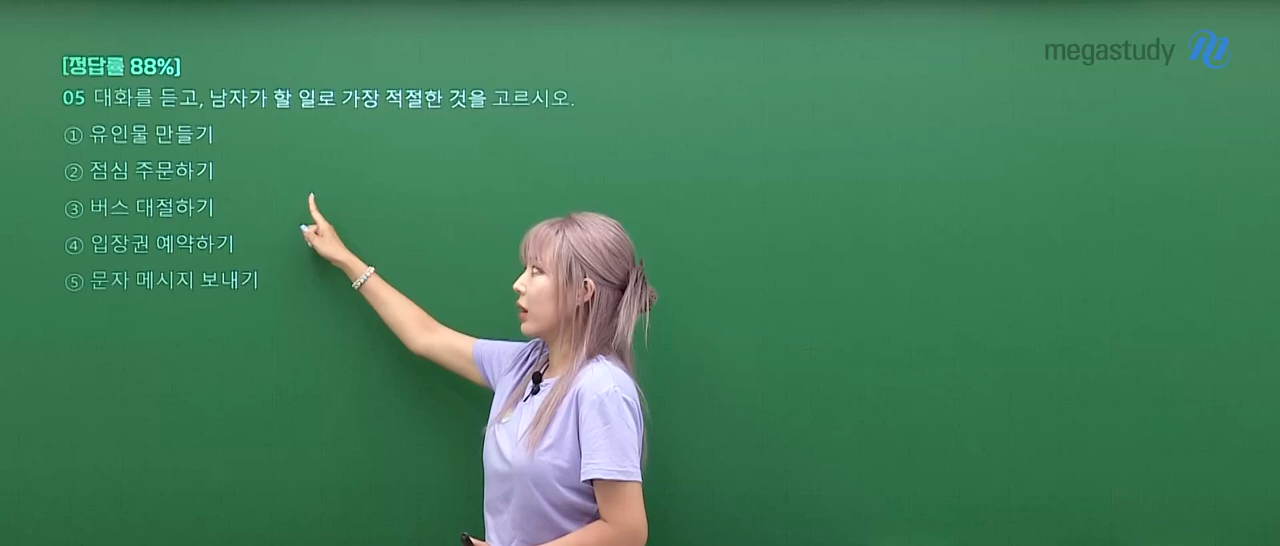 megastudy
[정답률 88%]
05 대화를 듣고, 남자가 할 일로 가장 적절한 것을 고르시오.
① 유인물 만들기
② 점심 주문하기
③ 버스 대절하기
④ 입장권 예약하기
⑤ 문자 메시지 보내기